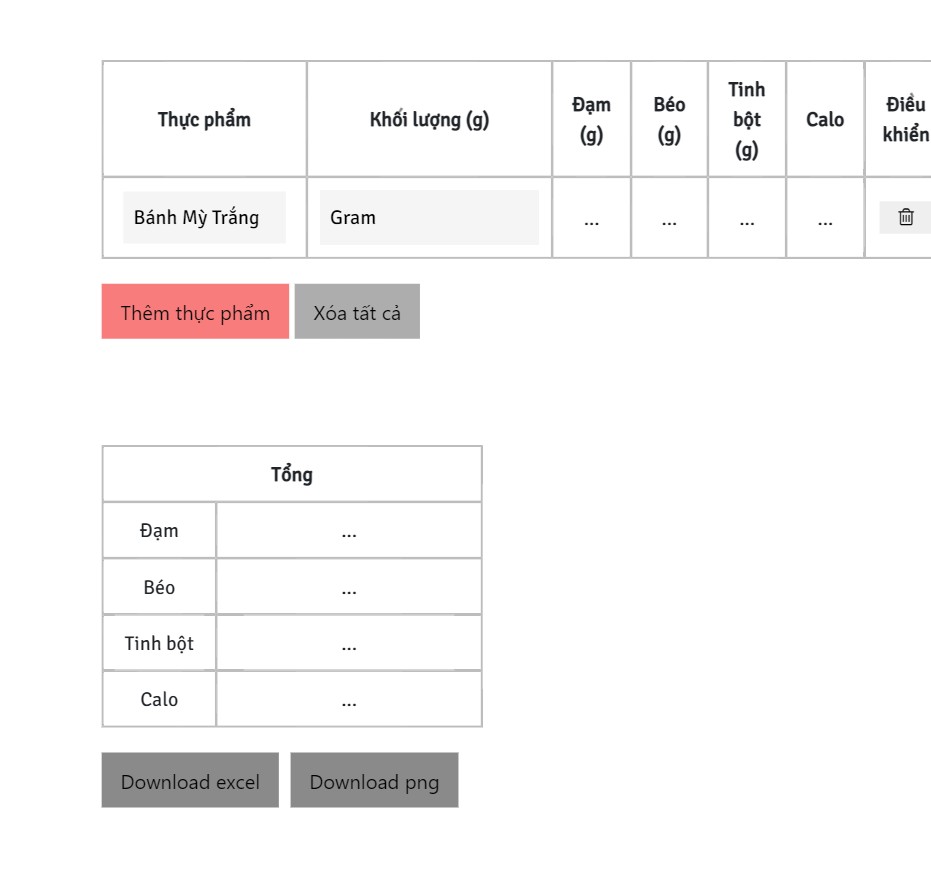 Thực phẩm
Khối lượng (g)
Đạm
(g)
Béo
(g)
Tinh
bột
(g)
Calo
Điều
khiển
Bánh Mỳ Trắng
Gram
...
...
...
...
Thêm thực phẩm
Xóa tất cả
Tổng
Đạm
...
Béo
...
Tinh bột
...
Calo
...
Download excel
Download png